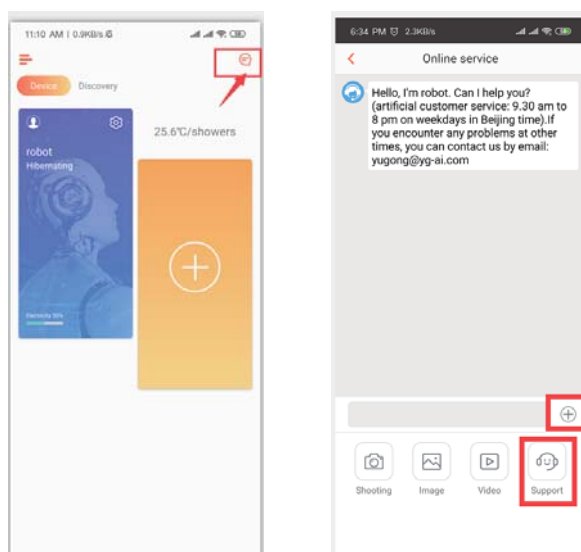 11:10 AM | 0.9KB/s
Device
Discovery
robot
Hibernating
25.6℃/showers
Electricity 50%
6:34 PM 2.3KB/s
Online service
Hello, I'm robot. Can I help you?
(artificial customer service: 9.30 am to
8 pm on weekdays in Beijing time).If
you encounter any problems at other
times, you can contact us by email:
yugong@yg-ai.com
Shooting
Image
Video
Support